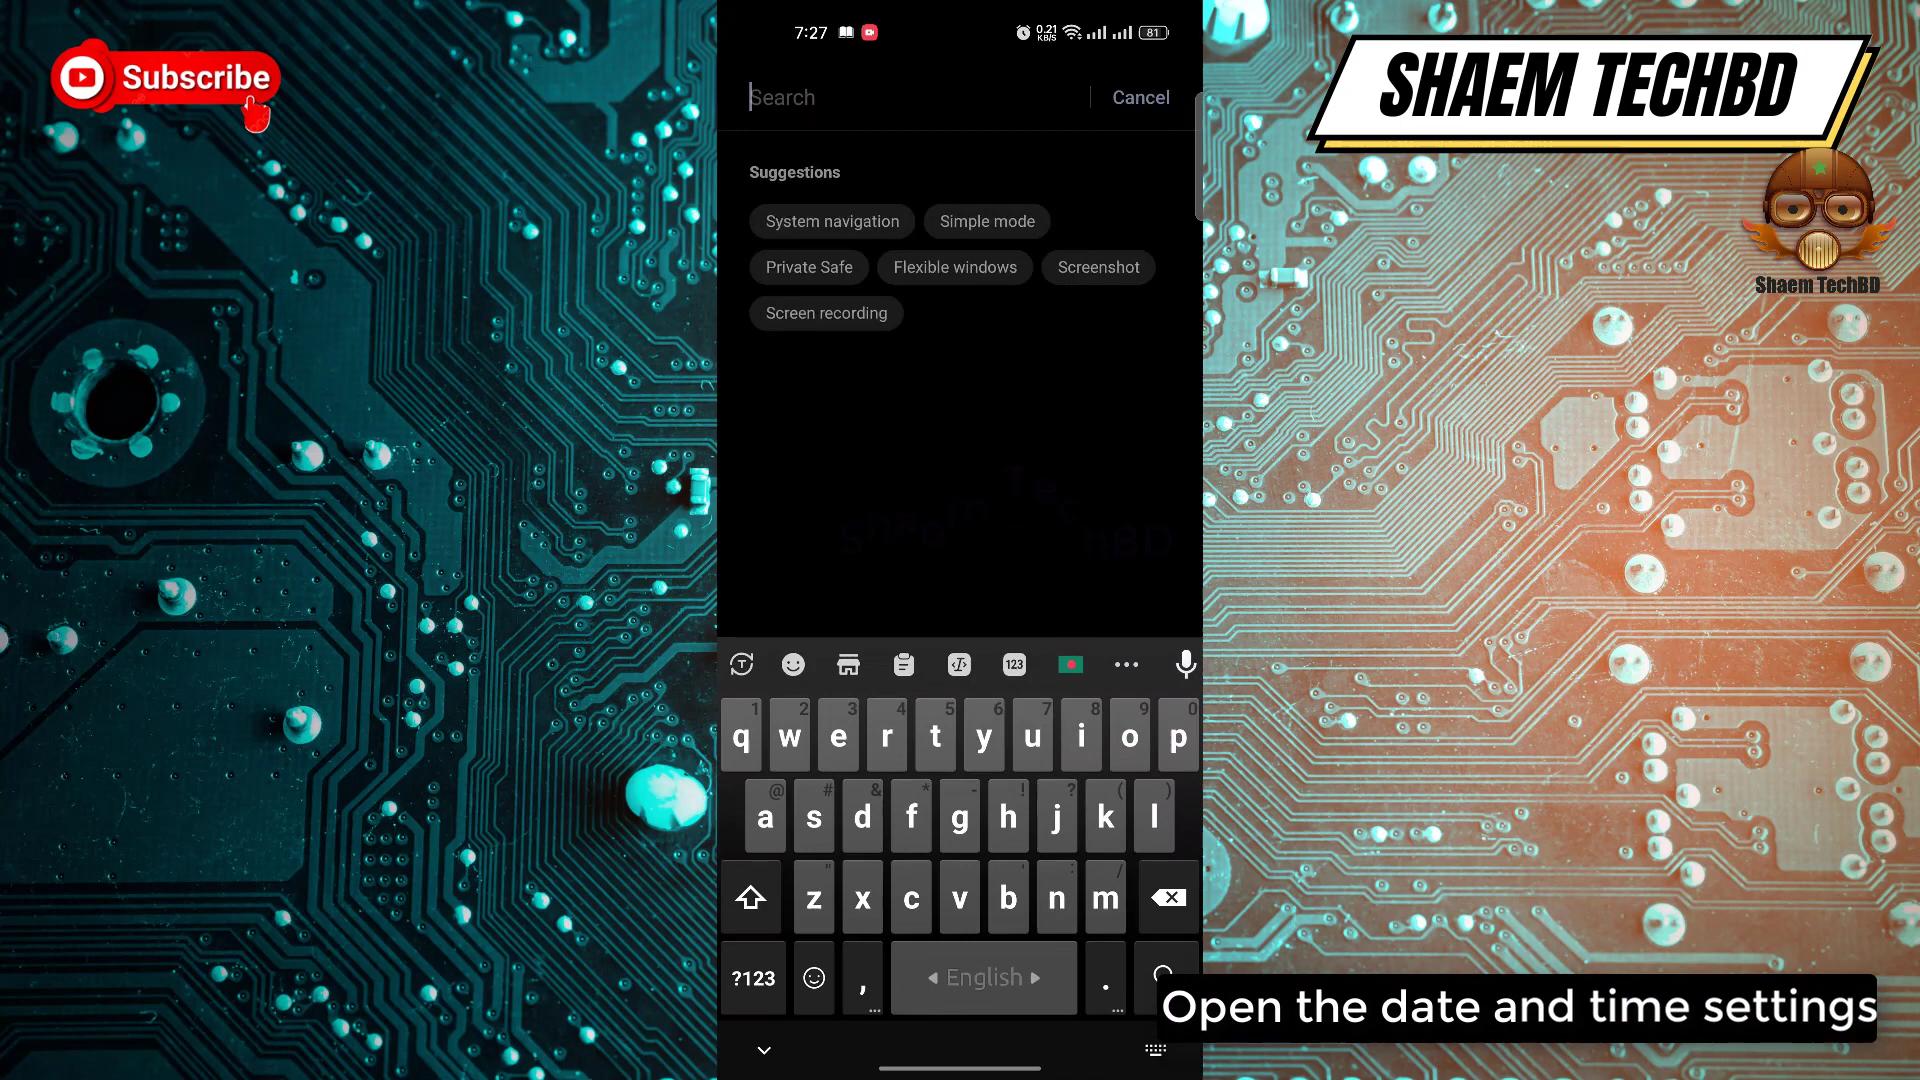 Subscribe
7:27
0.21
KB/S
81
Search
Cancel
Suggestions
System navigation
Simple mode
Private Safe
Flexible windows
Screenshot
Screen recording
Shaem TechBD
T
123
1 2 3 4 5 6 7 8 9 0
q w e r t y u i o p
@ # & * - ! ? ( )
a s d f g h j k l
" ' : /
z x c v b n m
?123
,
English
.
SHAEM TECHBD
Shaem TechBD
Open the date and time settings